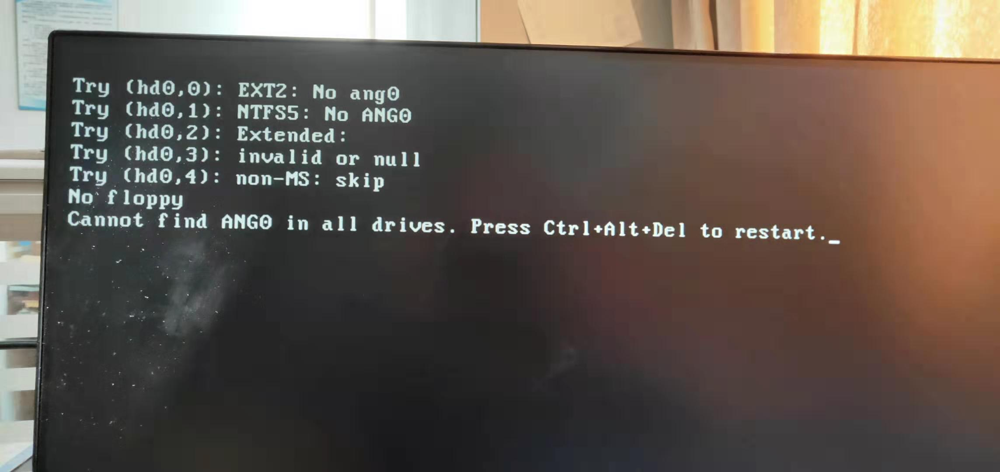 Try (hd0,0): EXT2: No ang0
Try (hd0,1): NTFS5: No ANG0
Try (hd0,2): Extended:
Try (hd0,3): invalid or null
Try (hd0,4): non-MS: skip
No floppy
Cannot find ANG0 in all drives. Press Ctrl+Alt+Del to restart._